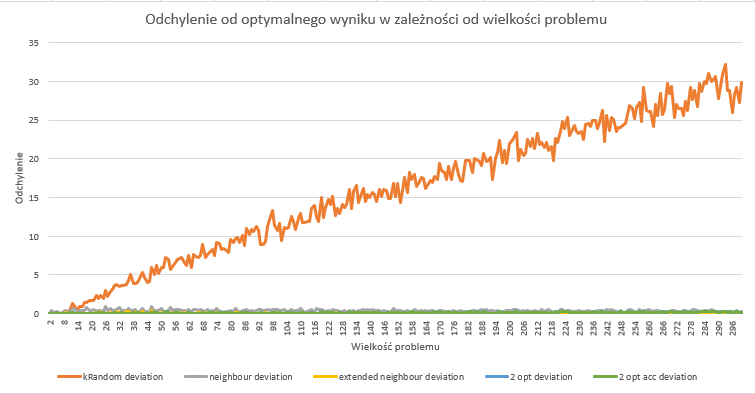 Odchylenie od optymalnego wyniku w zależności od wielkości problemu
35
30
25
20
15
10
5
0
Odchylenie
2 8 14 20 26 32 38 44 50 56 62 68 74 80 86 92 98 104 110 116 122 128 134 140 146 152 158 164 170 176 182 188 194 200 206 212 218 224 230 236 242 248 254 260 266 272 278 284 290 296
Wielkość problemu
kRandom deviation neighbour deviation extended neighbour deviation 2 opt deviation 2 opt acc deviation